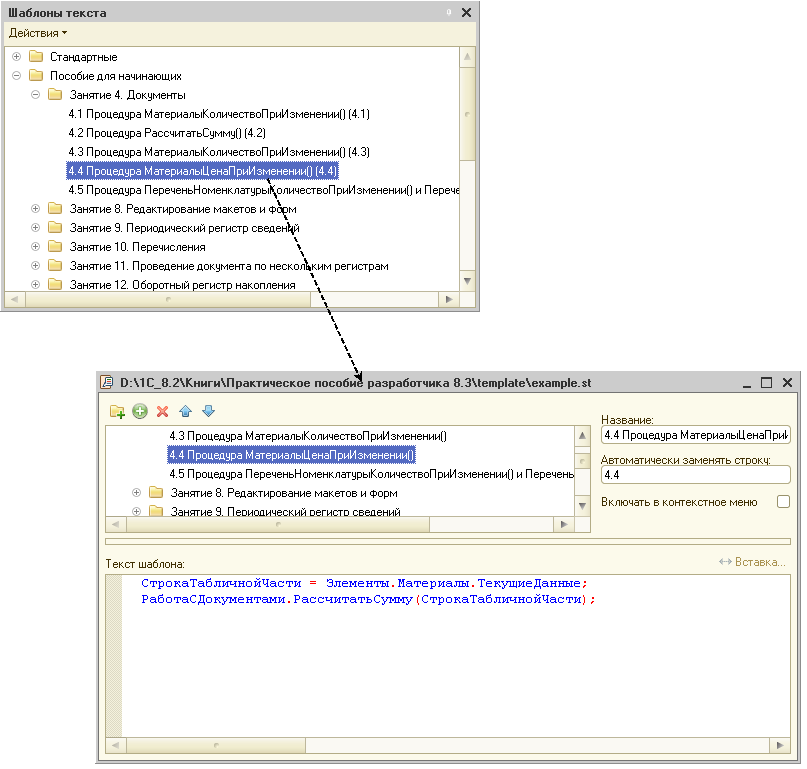 Шаблоны текста
Действия
Стандартные
Пособие для начинающих
Занятие 4. Документы
4.1 Процедура МатериалыКоличествоПриИзменении() (4.1)
4.2 Процедура РассчитатьСумму() (4.2)
4.3 Процедура МатериалыКоличествоПриИзменении() (4.3)
4.4 Процедура МатериалыЦенаПриИзменении() (4.4)
4.5 Процедура ПереченьНоменклатурыКоличествоПриИзменении() и Перече
Занятие 8. Редактирование макетов и форм
Занятие 9. Периодический регистр сведений
Занятие 10. Перечисления
Занятие 11. Проведение документа по нескольким регистрам
Занятие 12. Оборотный регистр накопления
D:\1С_8.2\Книги\Практическое пособие разработчика 8.3\template\example.st
4.3 Процедура МатериалыКоличествоПриИзменении()
4.4 Процедура МатериалыЦенаПриИзменении()
4.5 Процедура ПереченьНоменклатурыКоличествоПриИзменении() и Перечень
Занятие 8. Редактирование макетов и форм
Занятие 9. Периодический регистр сведений
Название:
4.4 Процедура МатериалыЦенаПриИ
Автоматически заменять строку:
4.4
Включать в контекстное меню
Текст шаблона:
Вставка...
СтрокаТабличнойЧасти = Элементы.Материалы.ТекущиеДанные;
РаботаСДокументами.РассчитатьСумму(СтрокаТабличнойЧасти);